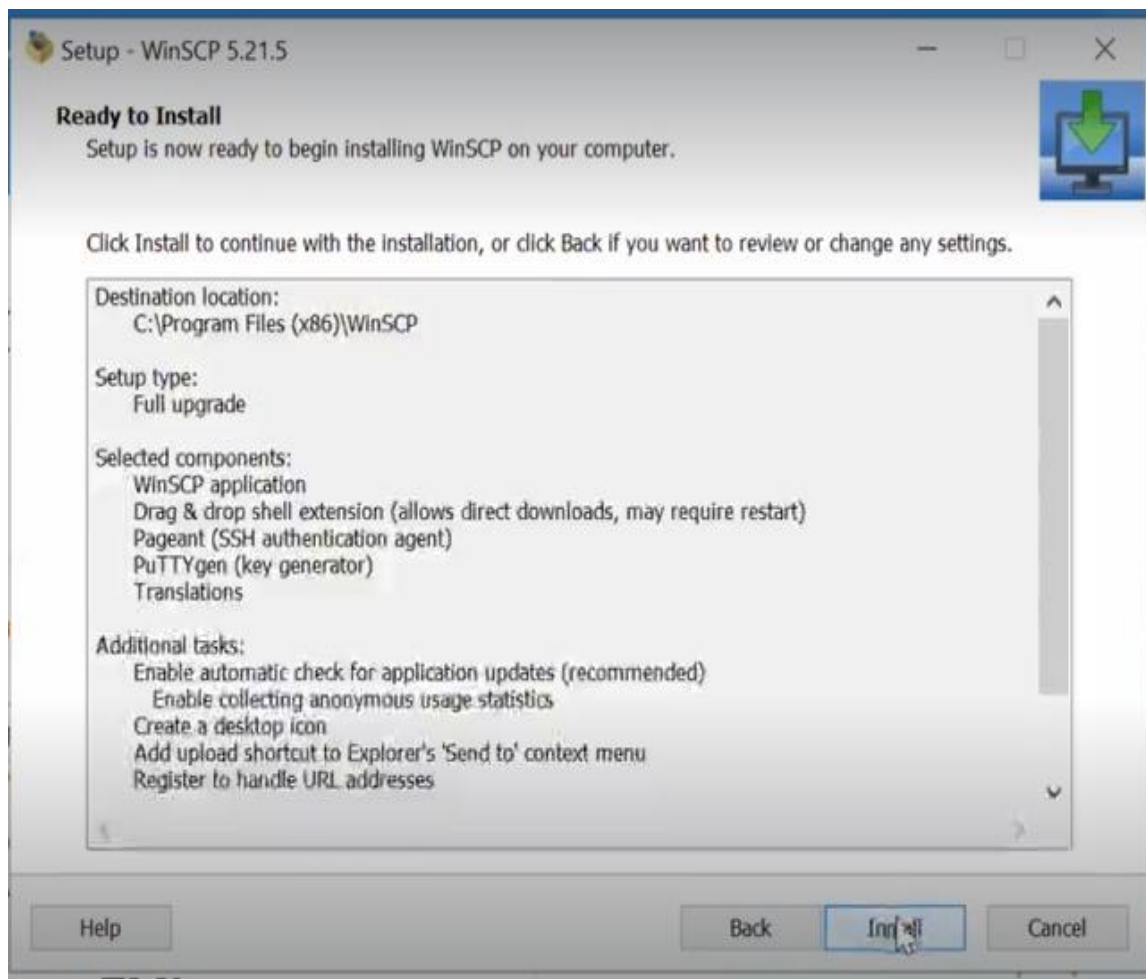 Setup - WinSCP 5.21.5
Ready to Install
Setup is now ready to begin installing WinSCP on your computer.
Click Install to continue with the installation, or click Back if you want to review or change any settings.
Destination location:
C:\Program Files (x86)\WinSCP
Setup type:
Full upgrade
Selected components:
WinSCP application
Drag & drop shell extension (allows direct downloads, may require restart)
Pageant (SSH authentication agent)
PuTTYgen (key generator)
Translations
Additional tasks:
Enable automatic check for application updates (recommended)
Enable collecting anonymous usage statistics
Create a desktop icon
Add upload shortcut to Explorer's 'Send to' context menu
Register to handle URL addresses
Help
Back
Install
Cancel